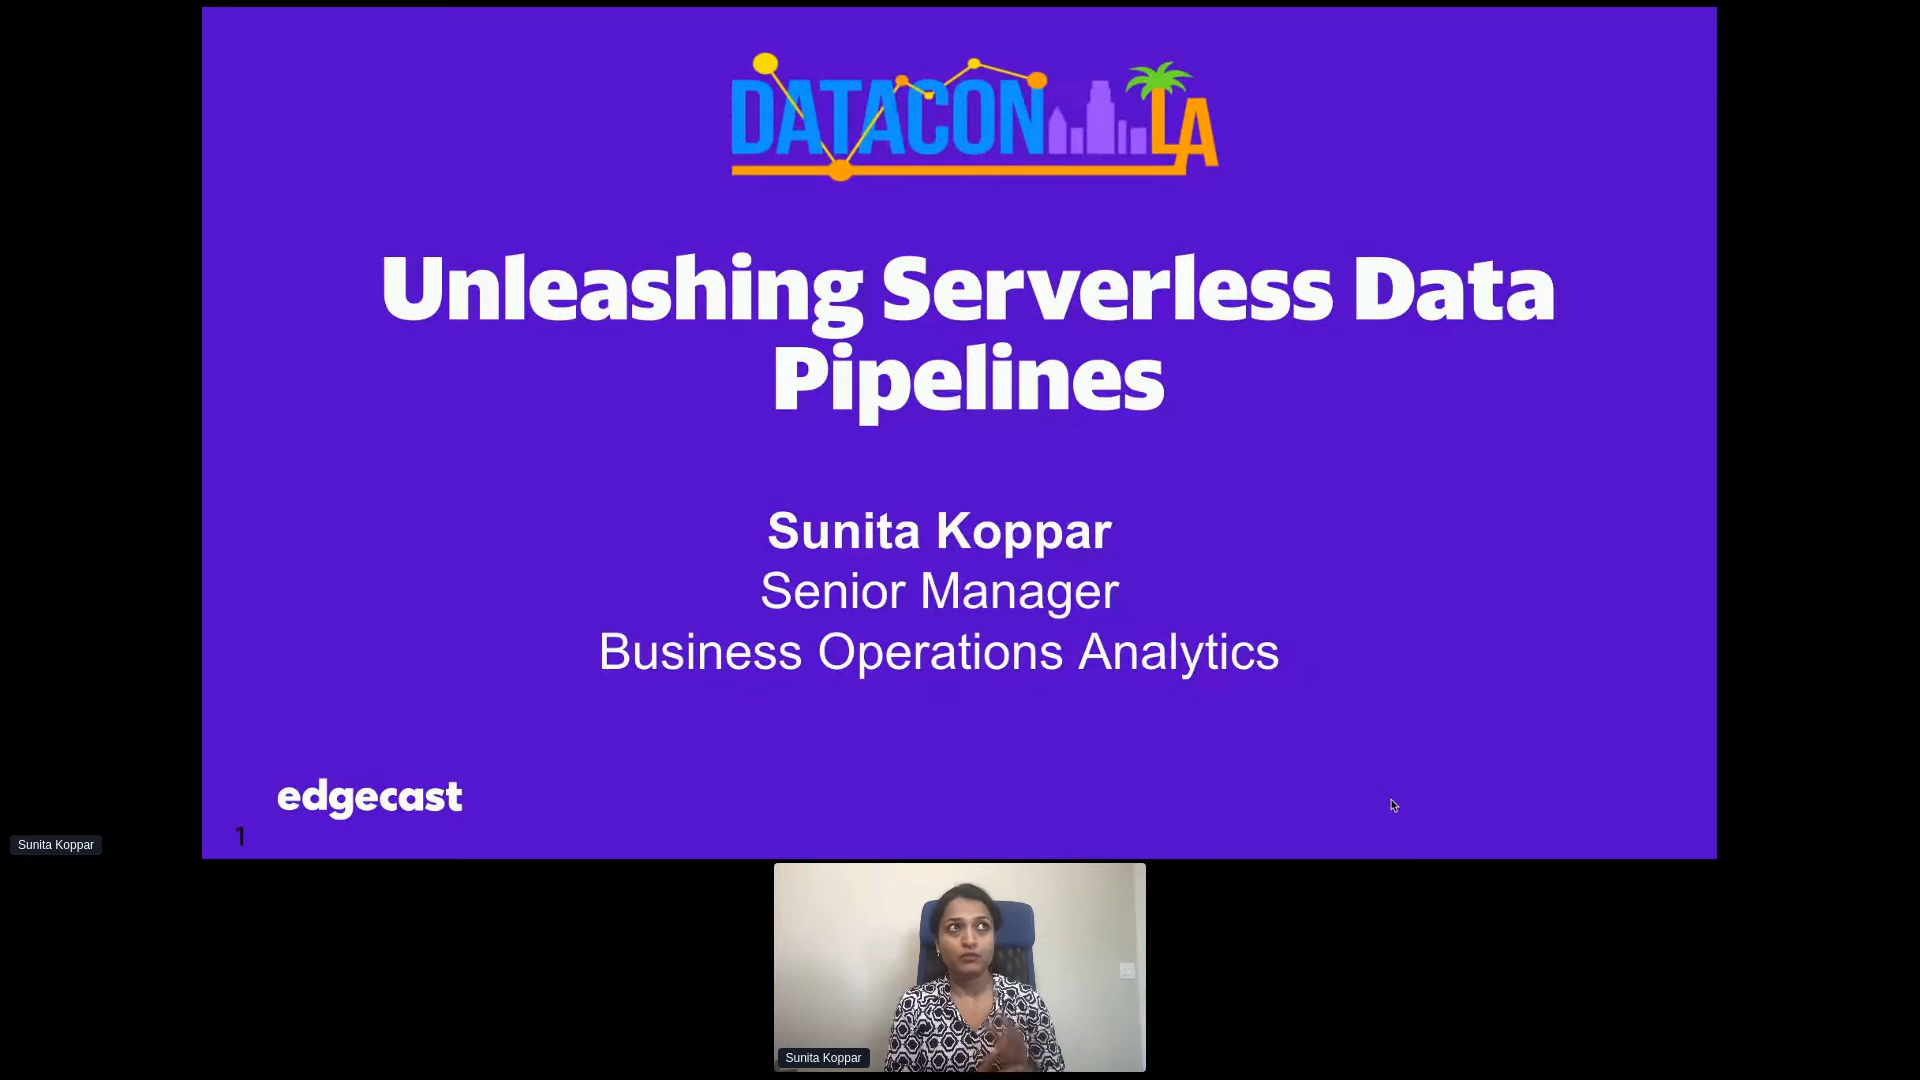 DATACON LA
Unleashing Serverless Data
Pipelines
Sunita Koppar
Senior Manager
Business Operations Analytics
edgecast
1
Sunita Koppar
Sunita Koppar